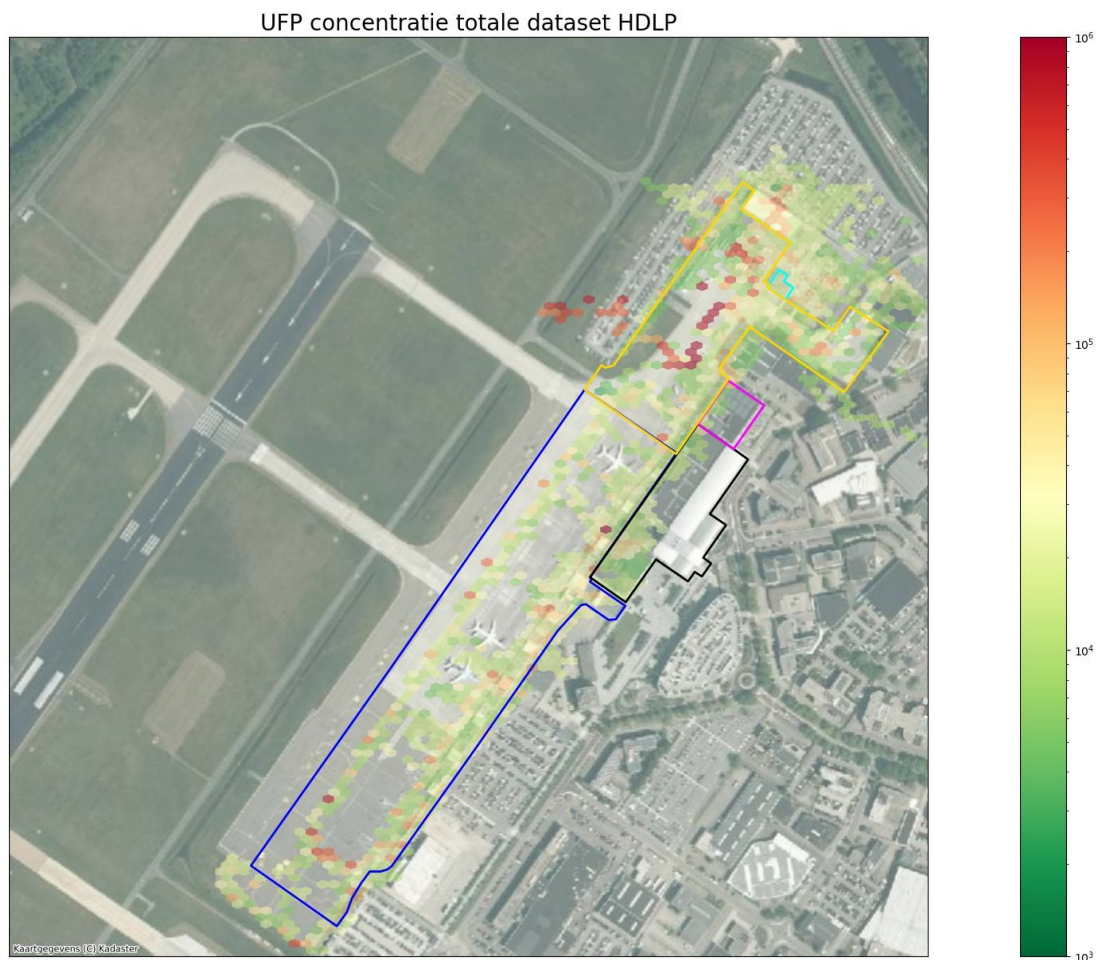 UFP concentratie totale dataset HDLP
10⁶
10⁵
10⁴
10³
Kaartgegevens (C) Kadaster